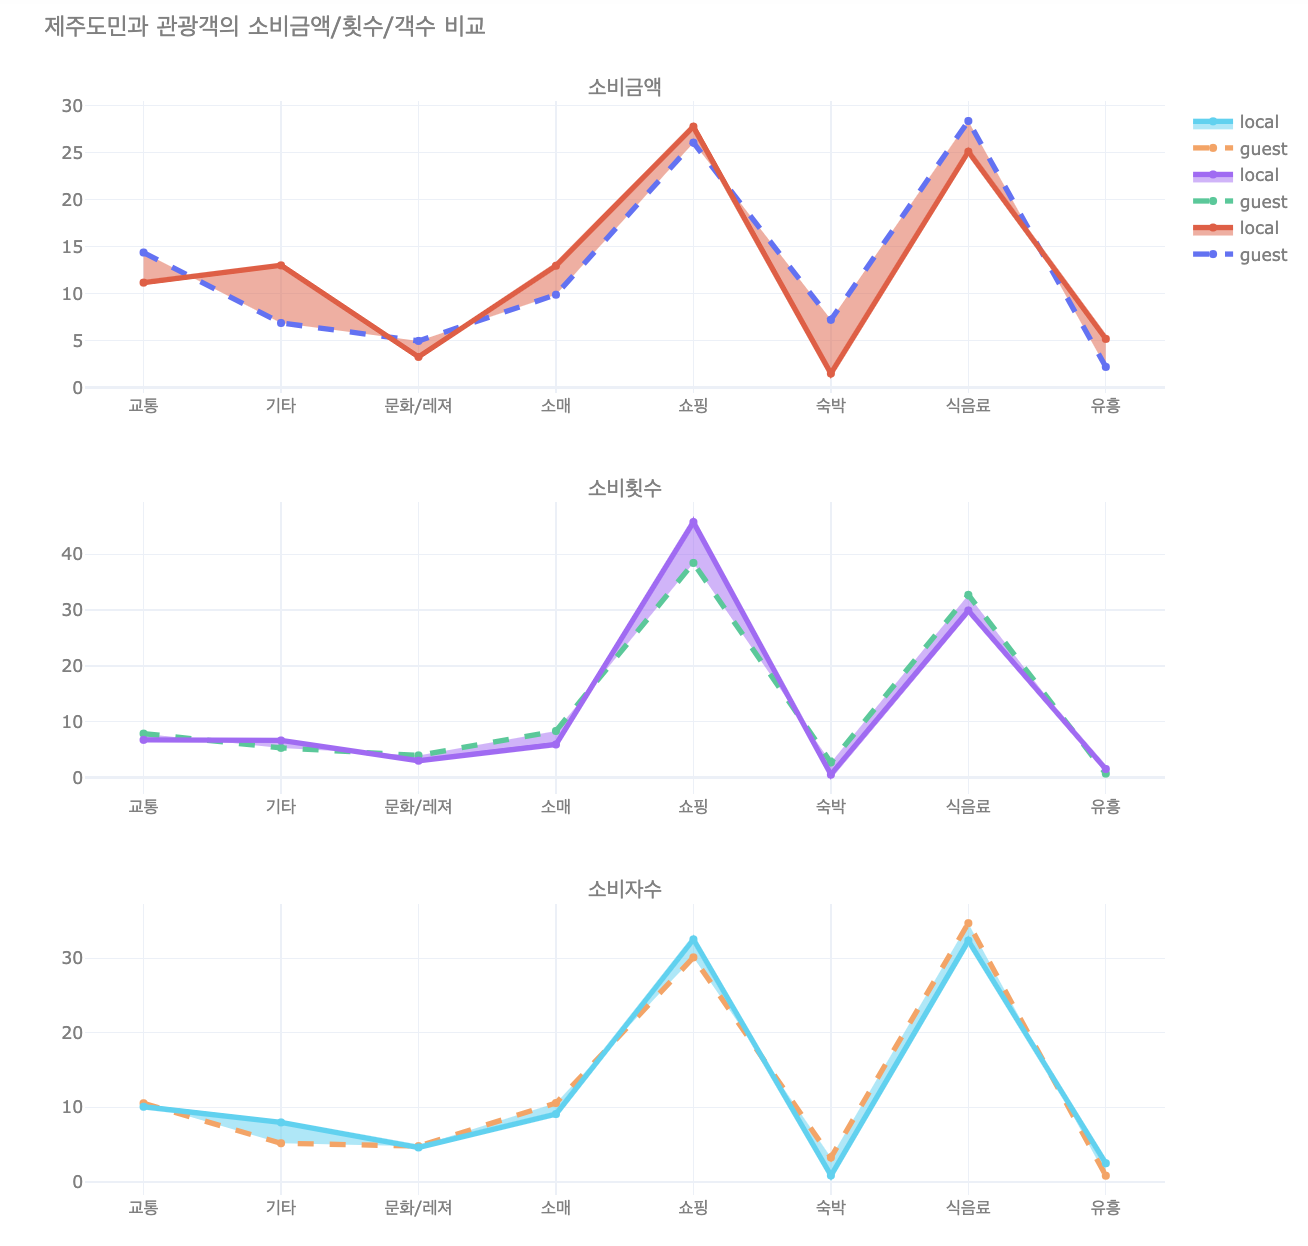 제주도민과 관광객의 소비금액/횟수/객수 비교
소비금액
30
25
20
15
10
5
0
교통 기타 문화/레져 소매 쇼핑 숙박 식음료 유흥
local
guest
local
guest
local
guest
소비횟수
40
30
20
10
0
교통 기타 문화/레져 소매 쇼핑 숙박 식음료 유흥
소비자수
30
20
10
0
교통 기타 문화/레져 소매 쇼핑 숙박 식음료 유흥